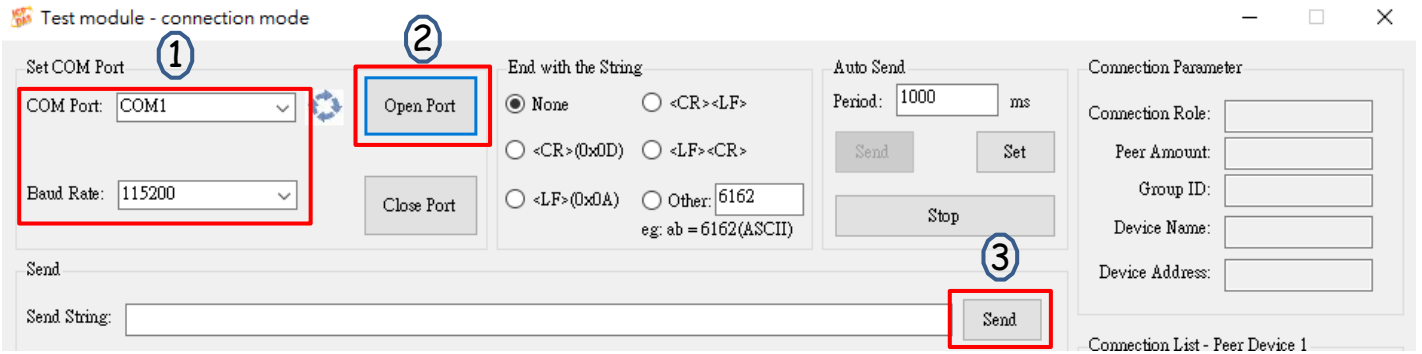 ICP DAS
Test module - connection mode
1
2
Set COM Port
COM Port: COM1
Baud Rate: 115200
Open Port
Close Port
End with the String
None
<CR><LF>
<CR>(0x0D)
<LF><CR>
<LF>(0x0A)
Other: 6162
eg: ab = 6162(ASCII)
Auto Send
Period: 1000 ms
Send
Set
Stop
Connection Parameter
Connection Role:
Peer Amount:
Group ID:
Device Name:
Device Address:
3
Send
Send String:
Send
Connection List - Peer Device 1